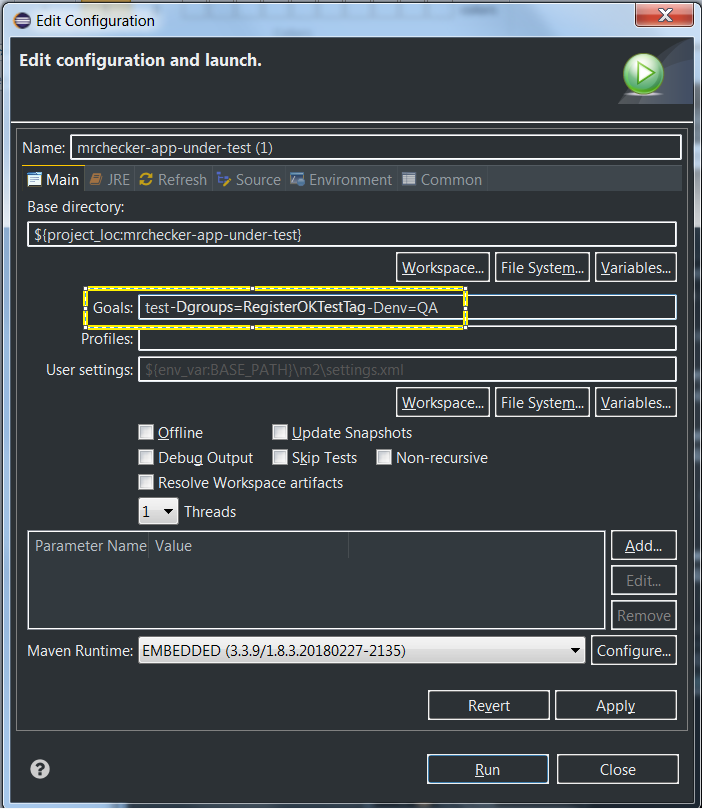 Edit Configuration
Edit configuration and launch.
Name: mrchecker-app-under-test (1)
Main JRE Refresh Source Environment Common
Base directory:
${project_loc:mrchecker-app-under-test}
Workspace... File System... Variables...
Goals: test-Dgroups=RegisterOKTestTag-Denv=QA
Profiles:
User settings: ${env_var:BASE_PATH}\m2\settings.xml
Workspace... File System... Variables...
Offline Update Snapshots
Debug Output Skip Tests Non-recursive
Resolve Workspace artifacts
1 Threads
Parameter Name Value Add...
Edit...
Remove
Maven Runtime: EMBEDDED (3.3.9/1.8.3.20180227-2135) Configure...
Revert Apply
? Run Close